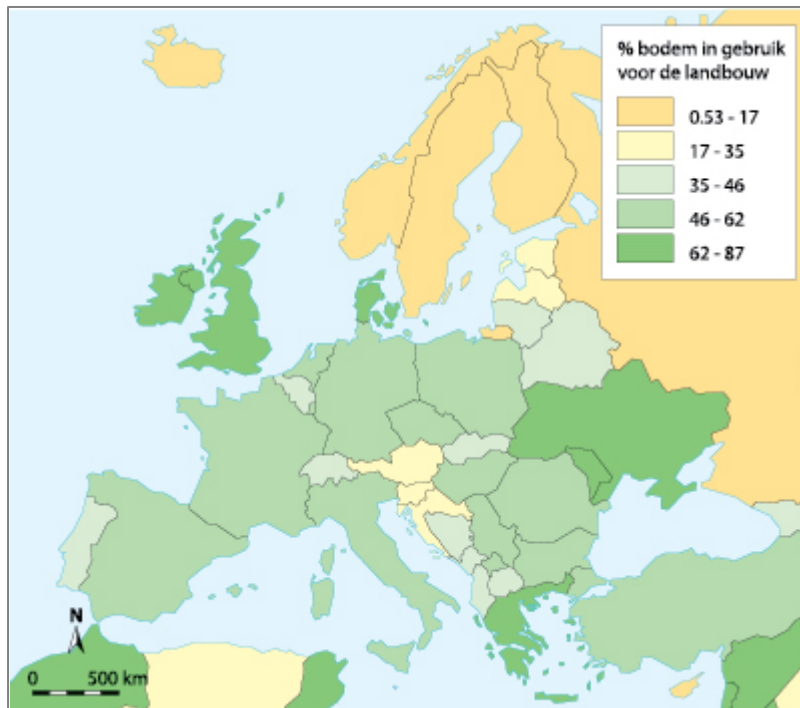 % bodem in gebruik
voor de landbouw
0.53 - 17
17 - 35
35 - 46
46 - 62
62 - 87
N
0 500 km